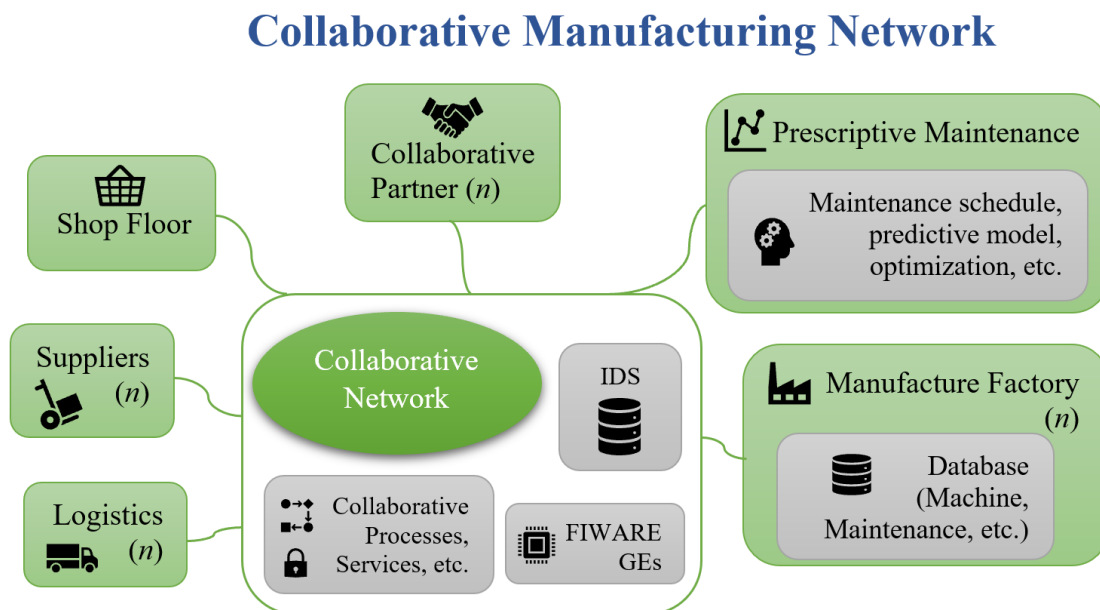 Collaborative Manufacturing Network
Collaborative
Partner (n)
Prescriptive Maintenance
Maintenance schedule,
predictive model,
optimization, etc.
Shop Floor
Suppliers
(n)
Collaborative
Network
IDS
Manufacture Factory
(n)
Database
(Machine,
Maintenance, etc.)
Logistics
(n)
Collaborative
Processes,
Services, etc.
FIWARE
GEs